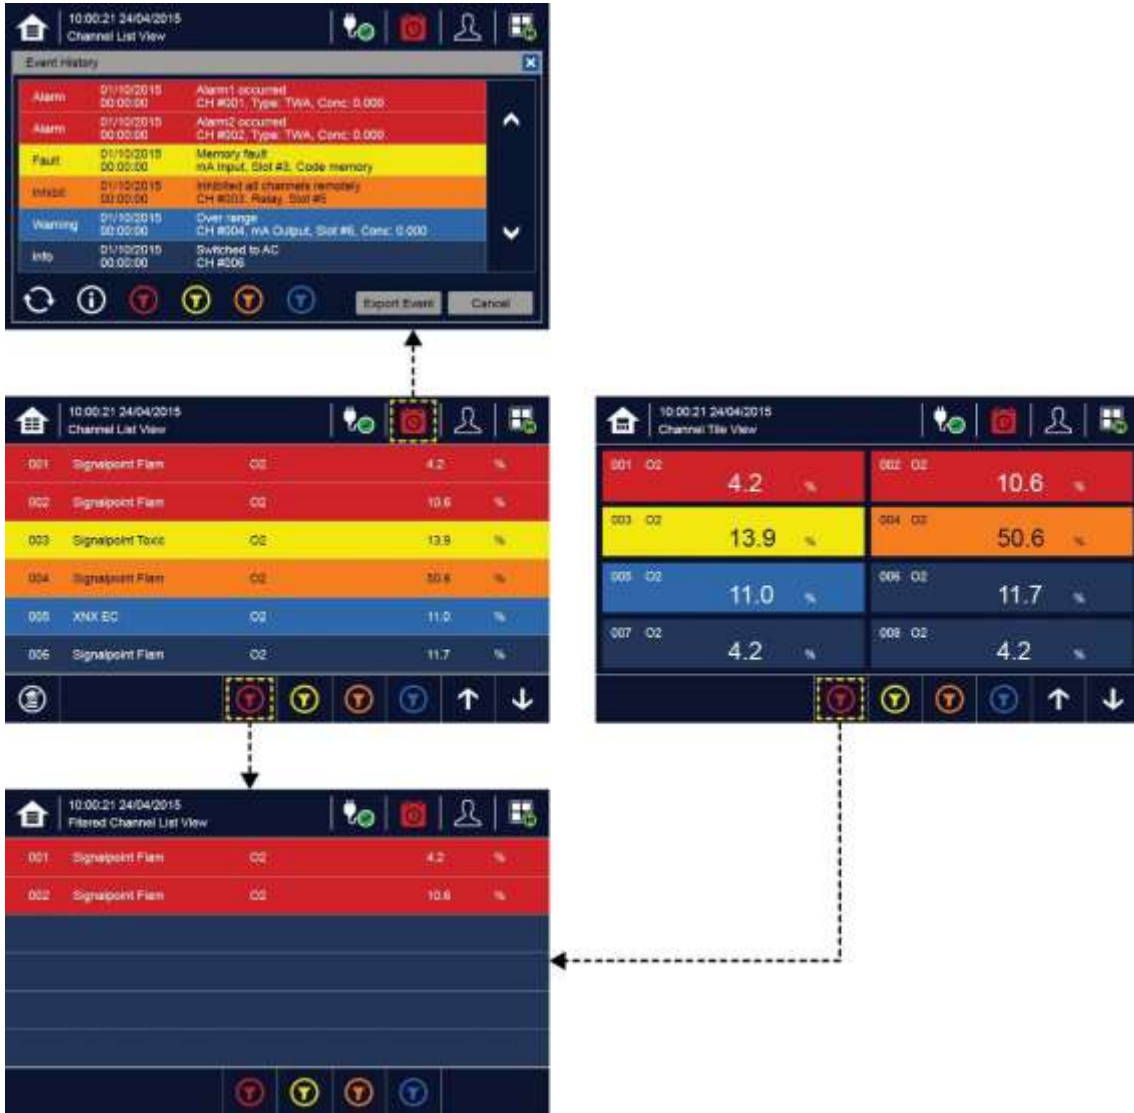 10:00:21 24/04/2015
Channel List View
Event History
Alarm 01/10/2015 Alarm1 occurred
00:00:00 CH #001, Type: TWA, Conc: 0.000
Alarm 01/10/2015 Alarm2 occurred
00:00:00 CH #002, Type: TWA, Conc: 0.000
Fault 01/10/2015 Memory fault
00:00:00 mA Input, Slot #3, Code memory
Inhibit 01/10/2015 Inhibited all channels remotely
00:00:00 CH #003, Relay, Slot #5
Warning 01/10/2015 Over range
00:00:00 CH #004, mA Output, Slot #6, Conc: 0.000
Info 01/10/2015 Switched to AC
00:00:00 CH #006
Export Event Cancel
10:00:21 24/04/2015
Channel List View
001 Signalpoint Flam O2 4.2 %
002 Signalpoint Flam O2 10.6 %
003 Signalpoint Toxic O2 13.9 %
004 Signalpoint Flam O2 50.6 %
005 XNX EC O2 11.0 %
006 Signalpoint Flam O2 11.7 %
10:00:21 24/04/2015
Channel Tile View
001 O2 4.2 %
002 O2 10.6 %
003 O2 13.9 %
004 O2 50.6 %
005 O2 11.0 %
006 O2 11.7 %
007 O2 4.2 %
008 O2 4.2 %
10:00:21 24/04/2015
Filtered Channel List View
001 Signalpoint Flam O2 4.2 %
002 Signalpoint Flam O2 10.6 %